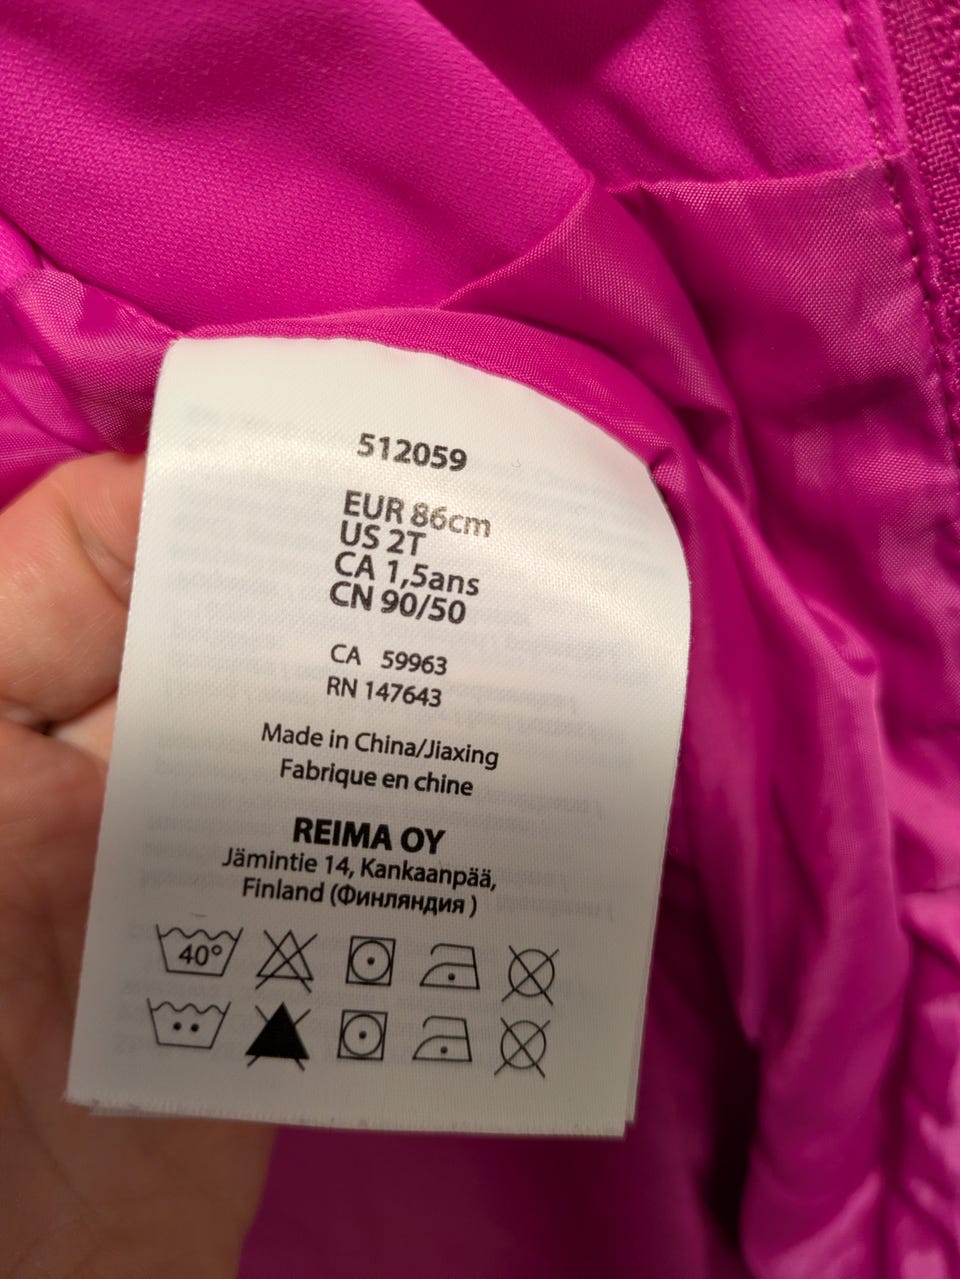 512059
EUR 86cm
US 2T
CA 1,5ans
CN 90/50
CA 59963
RN 147643
Made in China/Jiaxing
Fabrique en chine
REIMA OY
Jämintie 14, Kankaanpää,
Finland (Финляндия )
40°